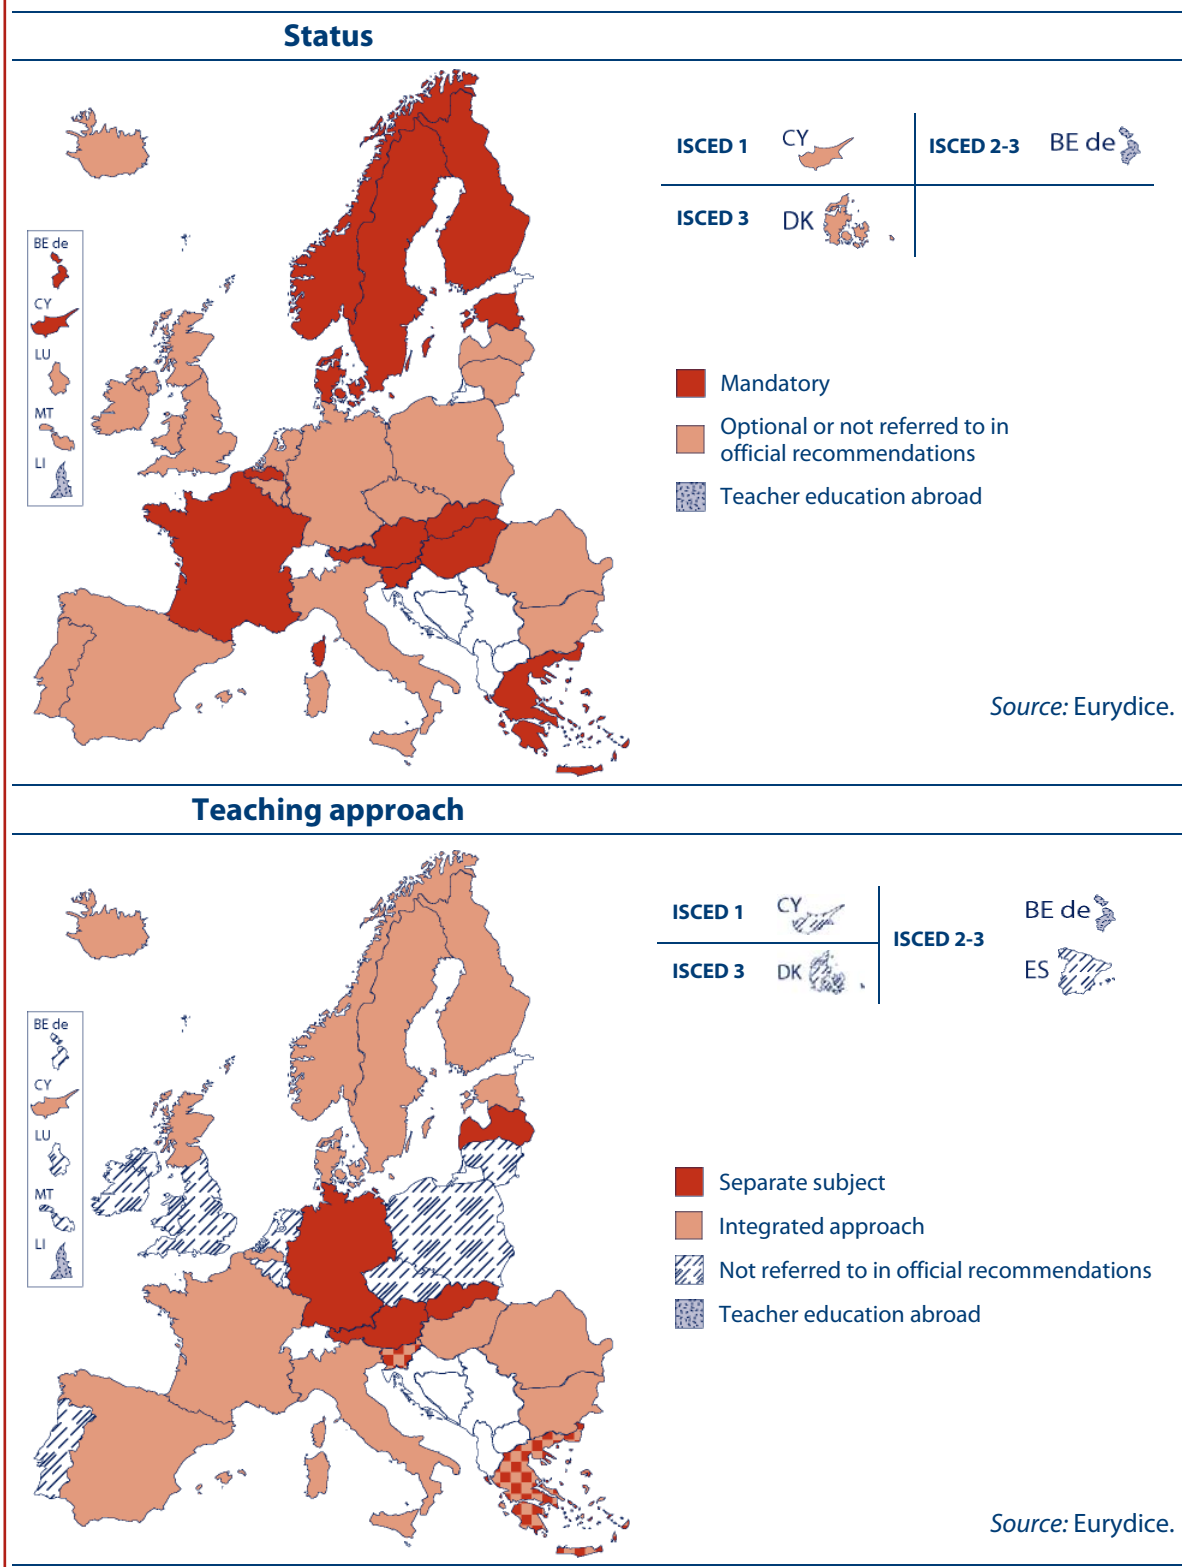 Status
ISCED 1 CY ISCED 2-3 BE de
ISCED 3 DK
BE de
CY
LU
MT
LI
Mandatory
Optional or not referred to in
official recommendations
Teacher education abroad
Source: Eurydice.
Teaching approach
ISCED 1 CY ISCED 2-3 BE de
ISCED 3 DK ES
BE de
CY
LU
MT
LI
Separate subject
Integrated approach
Not referred to in official recommendations
Teacher education abroad
Source: Eurydice.